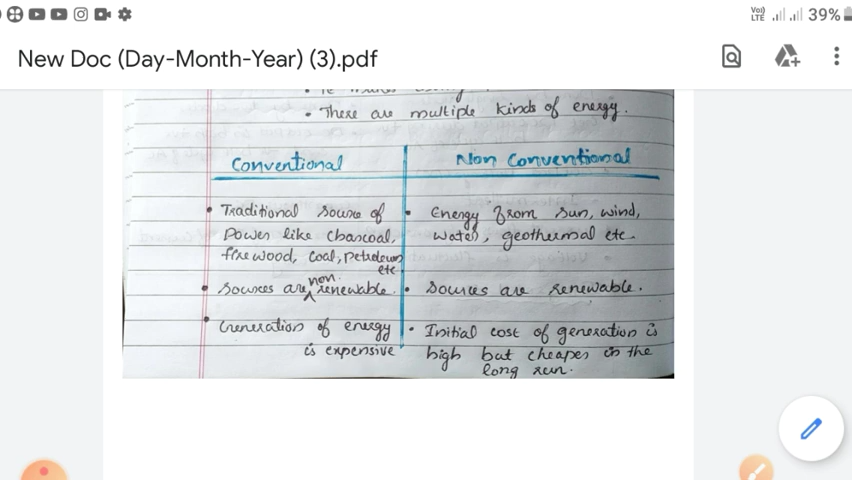 Vo) 39%
LTE
New Doc (Day-Month-Year) (3).pdf
• There are multiple kinds of energy.
Conventional
Non Conventional
• Traditional source of
Power like charcoal,
firewood, coal, petroleum
etc
• Energy from sun, wind,
water, geothermal etc.
• Sources are non renewable.
• Sources are renewable.
• Generation of energy
is expensive
• Initial cost of generation is
high but cheaper in the
long run.